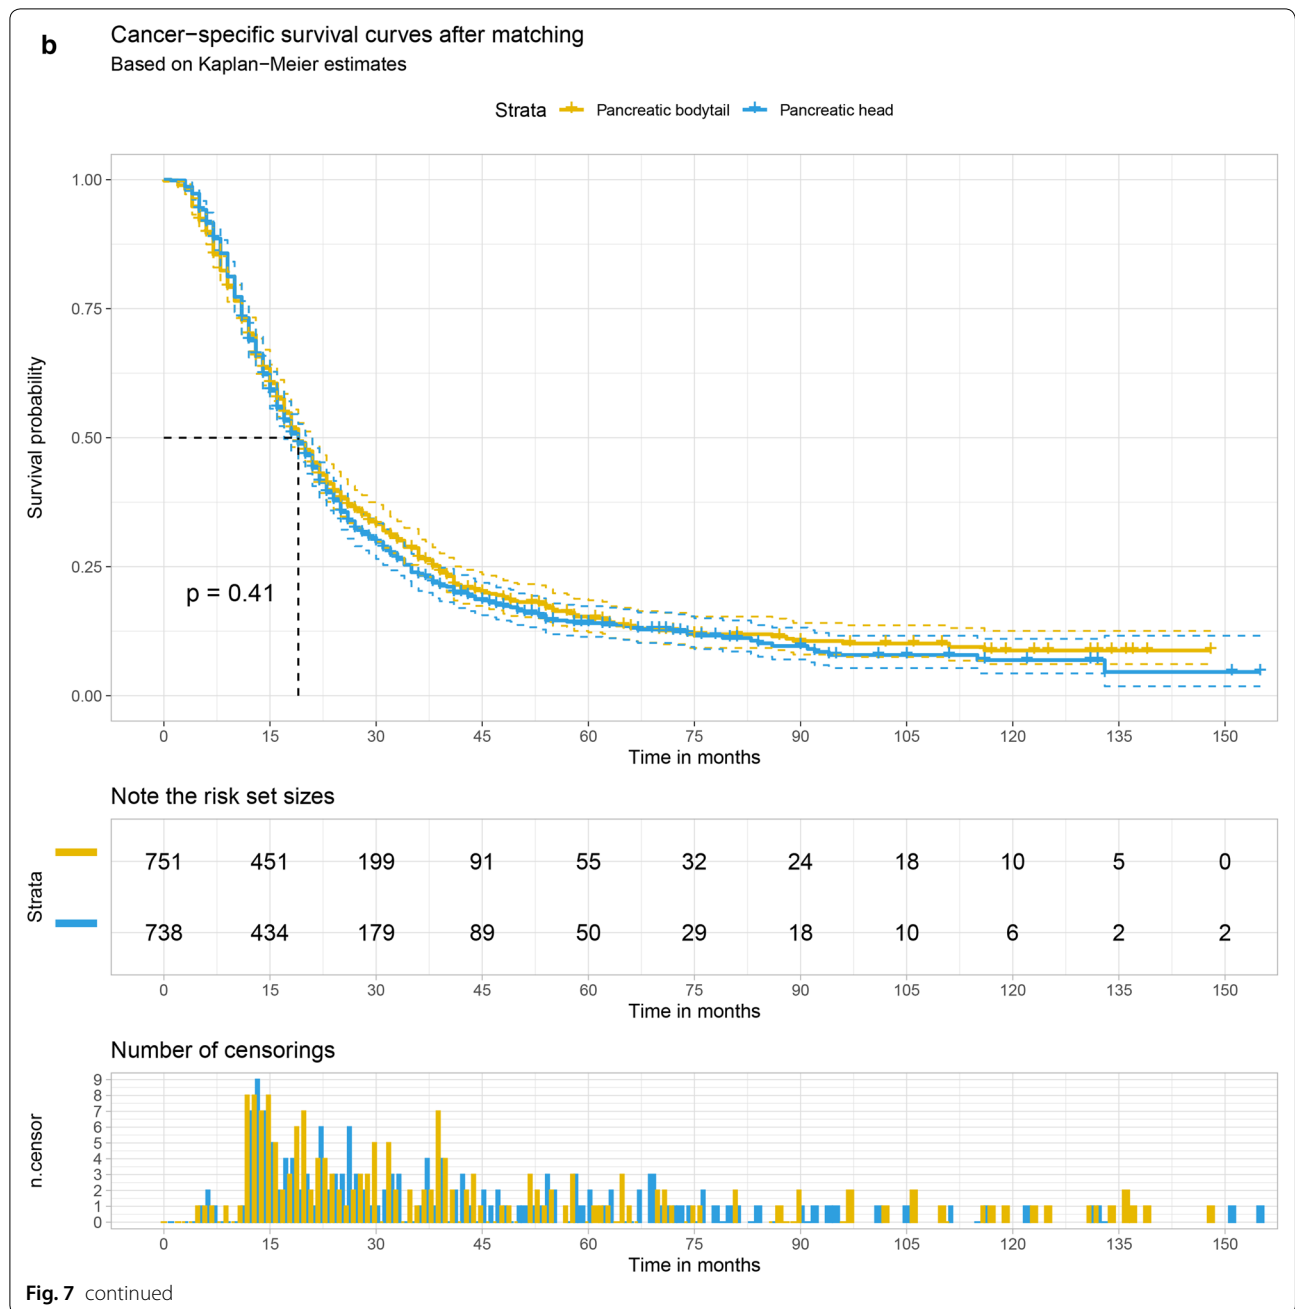 b
Cancer−specific survival curves after matching
Based on Kaplan−Meier estimates
Strata Pancreatic bodytail Pancreatic head
Survival probability
1.00
0.75
0.50
0.25
0.00
p = 0.41
0 15 30 45 60 75 90 105 120 135 150
Time in months
Note the risk set sizes
Strata
751 451 199 91 55 32 24 18 10 5 0
738 434 179 89 50 29 18 10 6 2 2
0 15 30 45 60 75 90 105 120 135 150
Time in months
Number of censorings
n.censor
9
8
7
6
5
4
3
2
1
0
0 15 30 45 60 75 90 105 120 135 150
Time in months
Fig. 7 continued